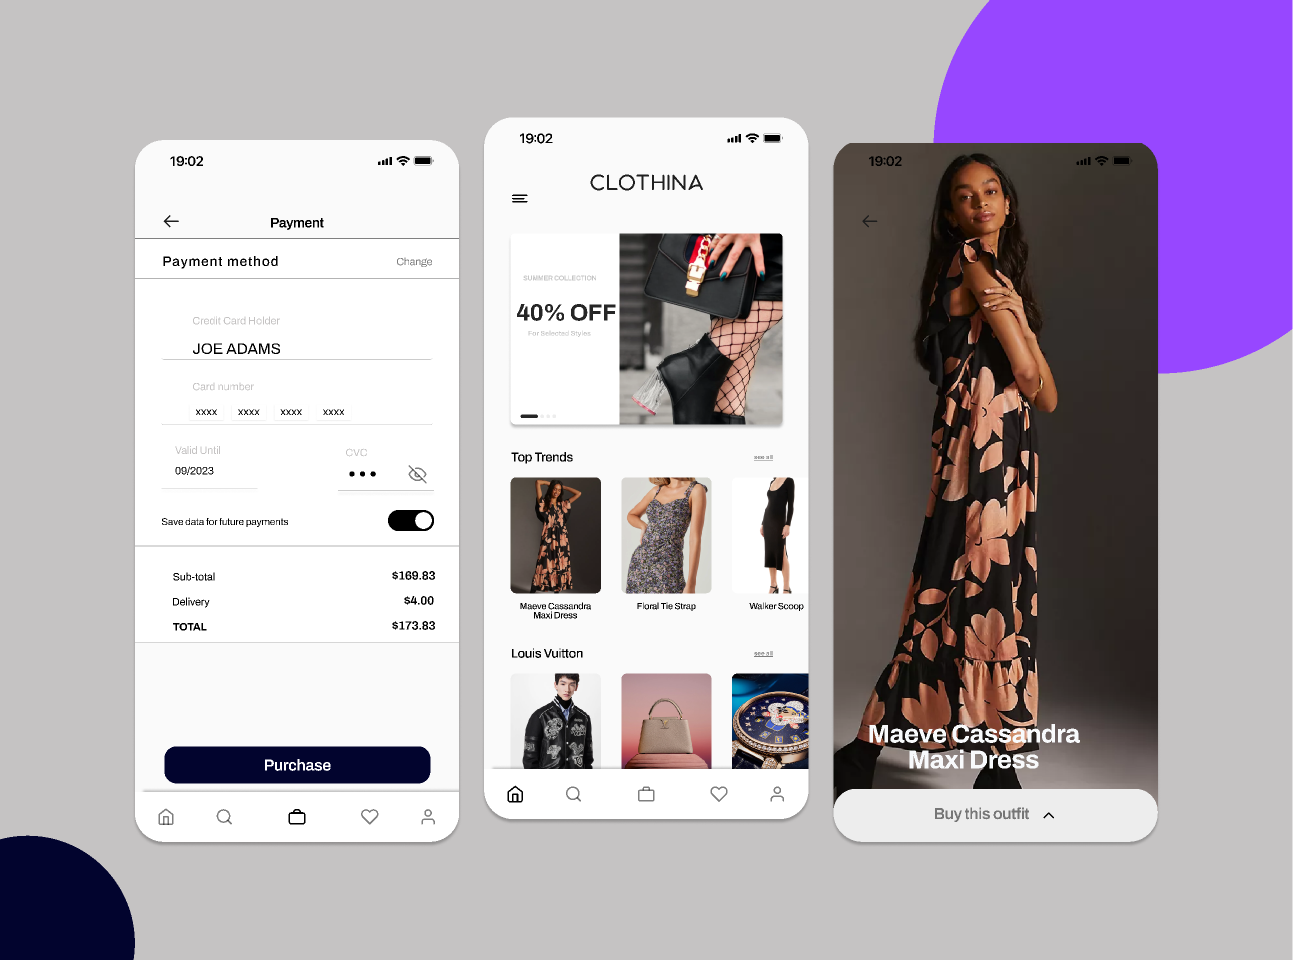 19:02
Payment
Payment method
Change
Credit Card Holder
JOE ADAMS
Card number
xxxx xxxx xxxx xxxx
Valid Until
CVC
09/2023
Save data for future payments
Sub-total $169.83
Delivery $4.00
TOTAL $173.83
Purchase
19:02
CLOTHINA
SUMMER COLLECTION
40% OFF
For Selected Styles
Top Trends
see all
Maeve Cassandra
Maxi Dress
Floral Tie Strap
Walker Scoop
Louis Vuitton
see all
19:02
Maeve Cassandra
Maxi Dress
Buy this outfit